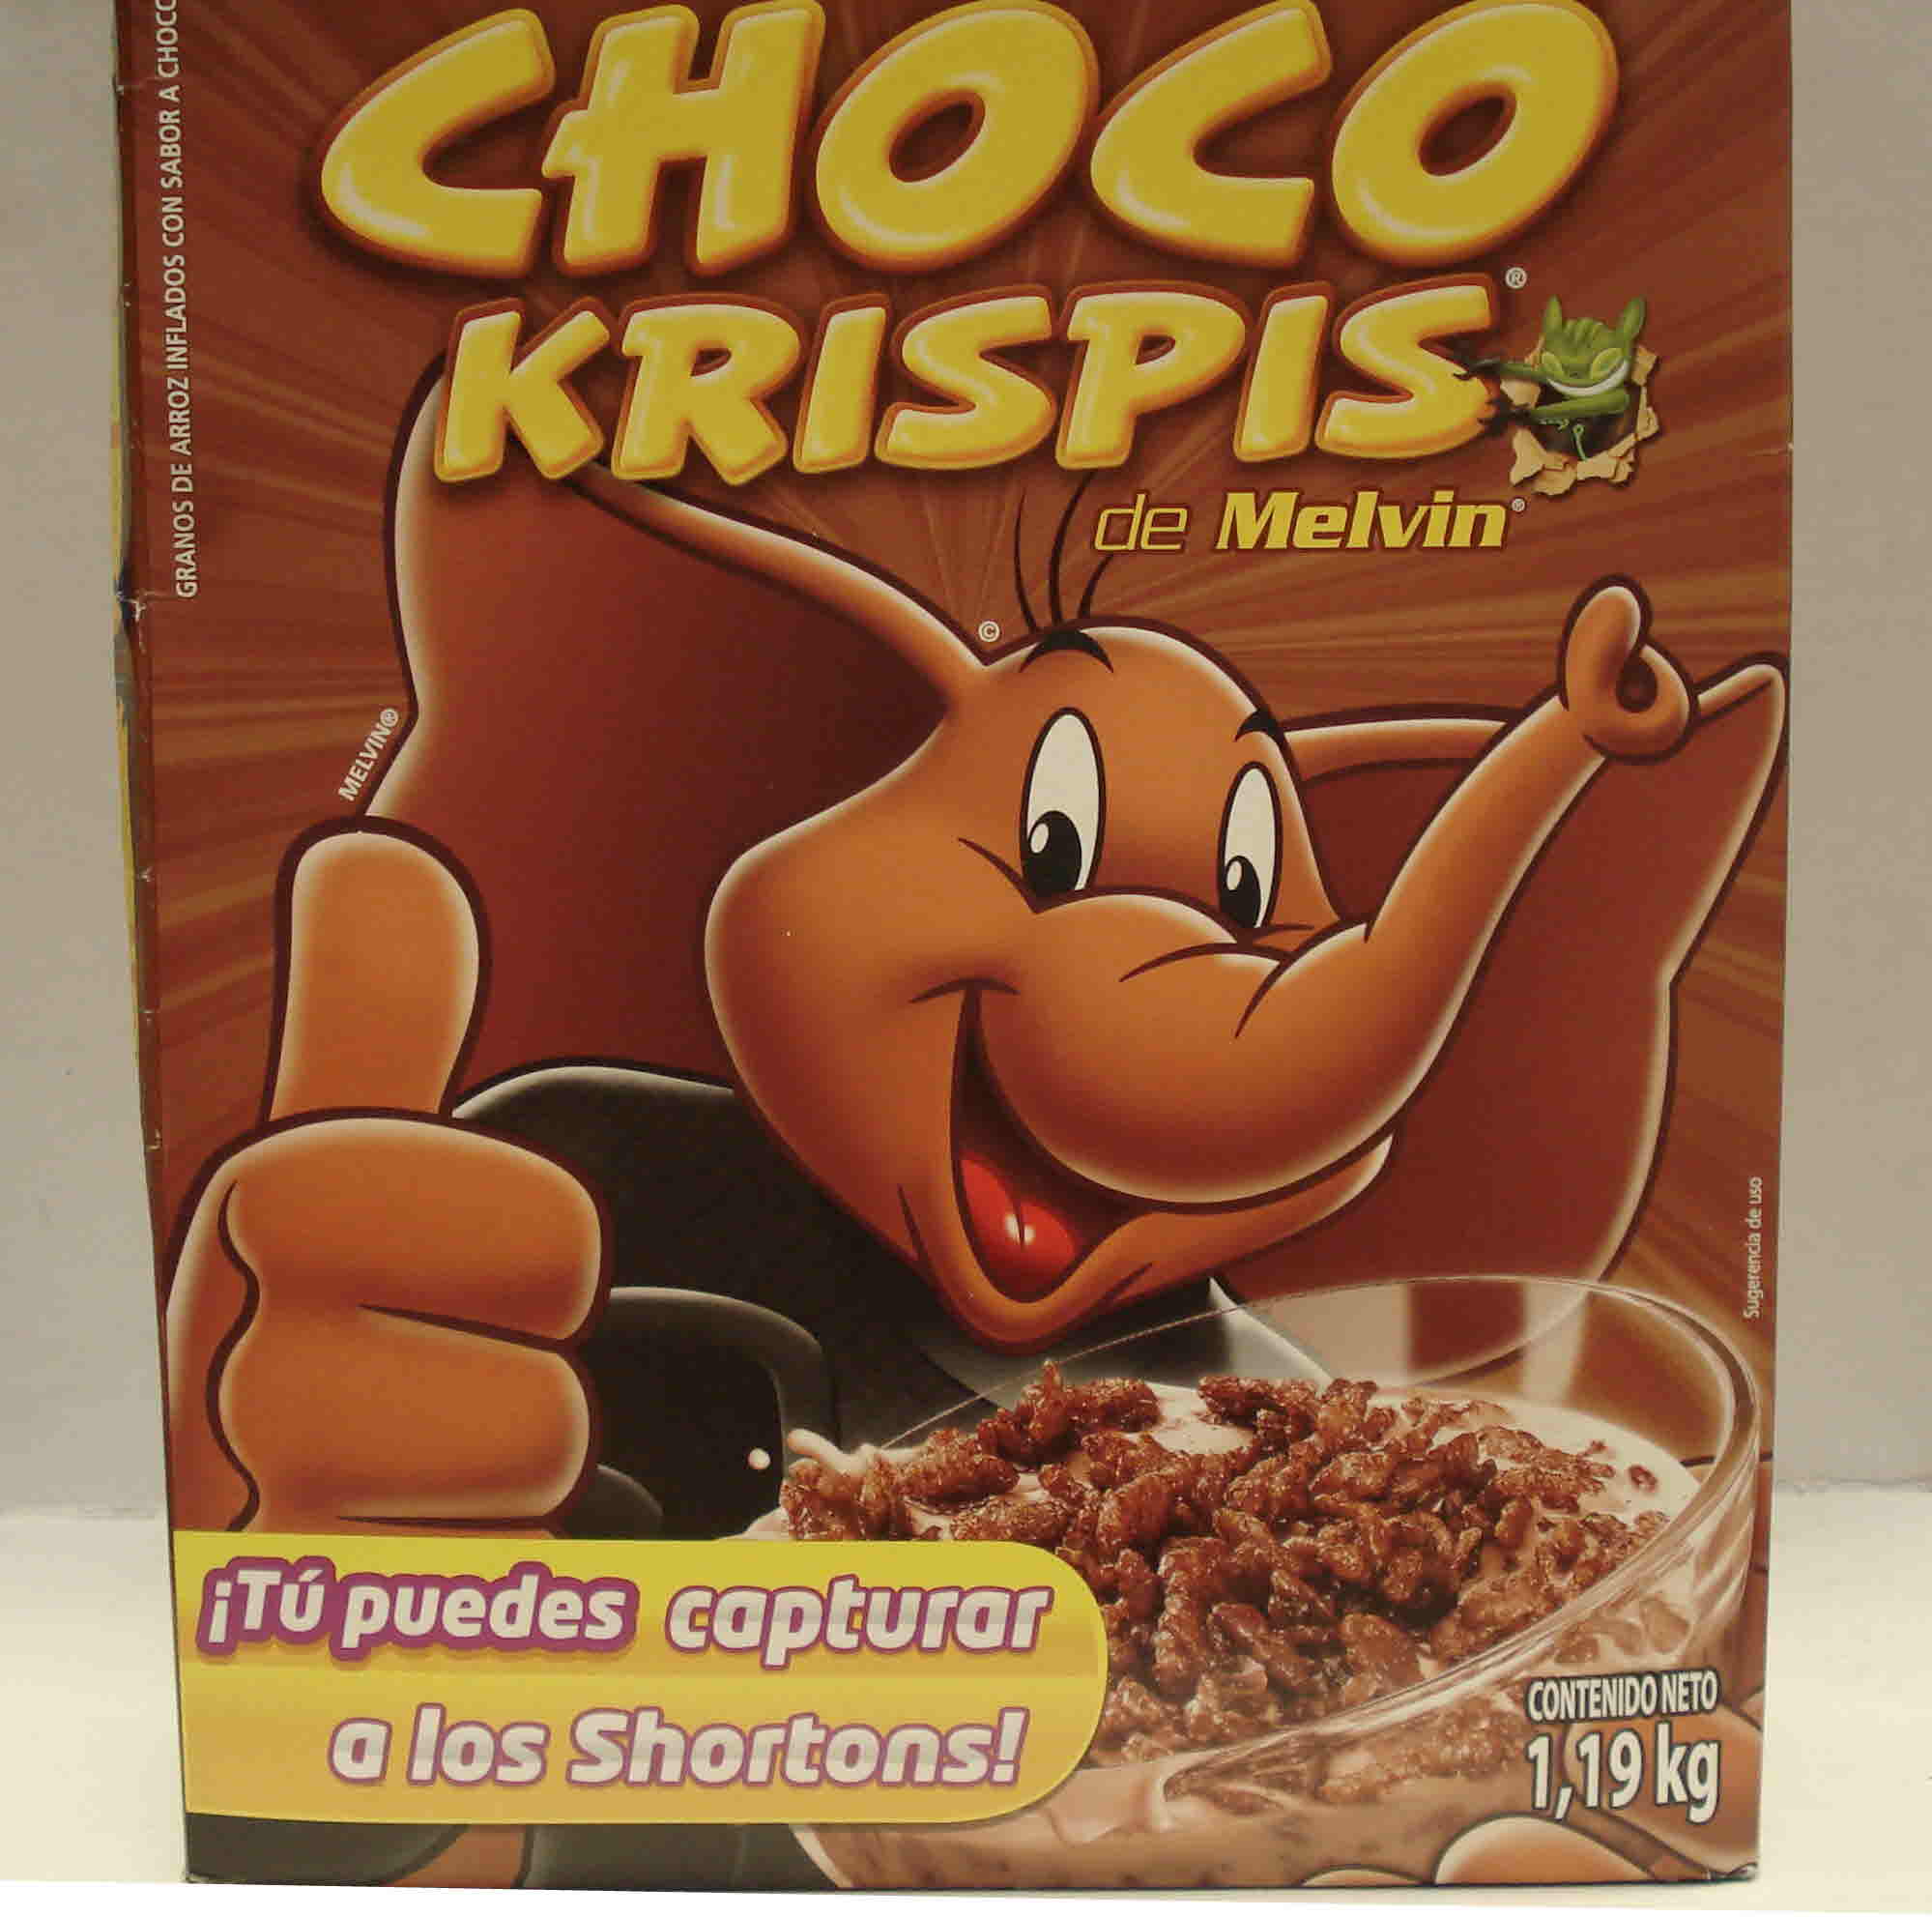 CHOCO
KRISPIS®
de Melvin®
GRANOS DE ARROZ INFLADOS CON SABOR A
©
MELVIN®
Sugerencia de uso
¡Tú puedes capturar
a los Shortons!
CONTENIDO NETO
1,19 kg